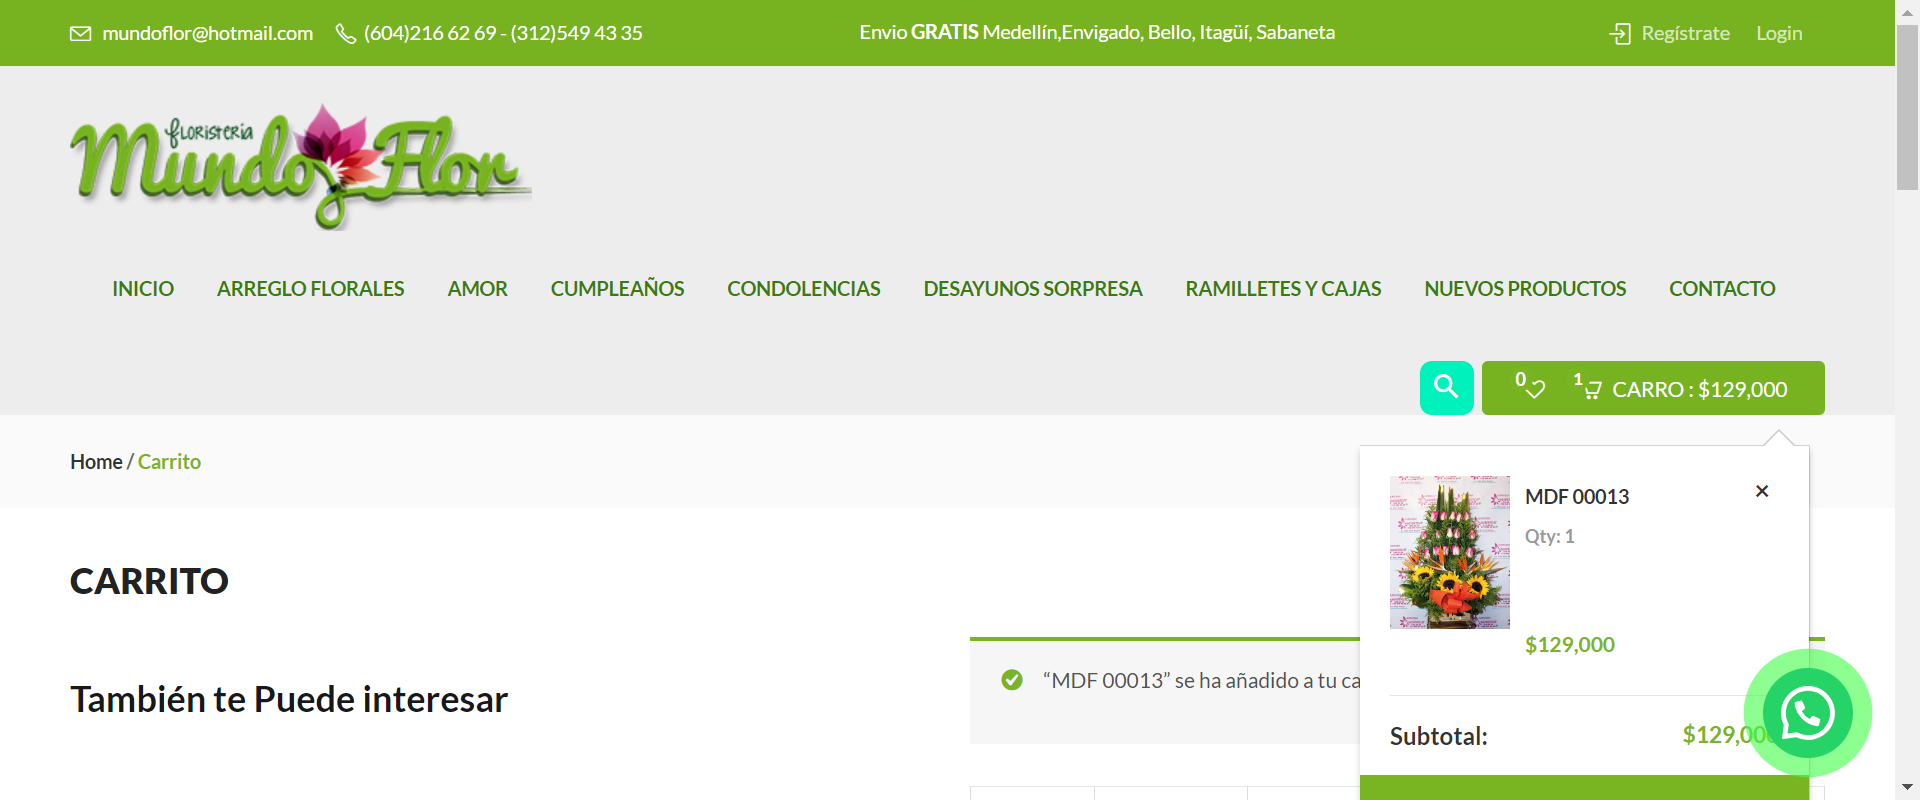 mundoflor@hotmail.com
(604)216 62 69 - (312)549 43 35
Envio GRATIS Medellín,Envigado, Bello, Itagüí, Sabaneta
Regístrate
Login
FLORISTERIA
Mundo Flor
INICIO
ARREGLO FLORALES
AMOR
CUMPLEAÑOS
CONDOLENCIAS
DESAYUNOS SORPRESA
RAMILLETES Y CAJAS
NUEVOS PRODUCTOS
CONTACTO
0
1
CARRO : $129,000
Home / Carrito
MDF 00013
Qty: 1
$129,000
CARRITO
También te Puede interesar
“MDF 00013” se ha añadido a tu ca
Subtotal:
$129,000